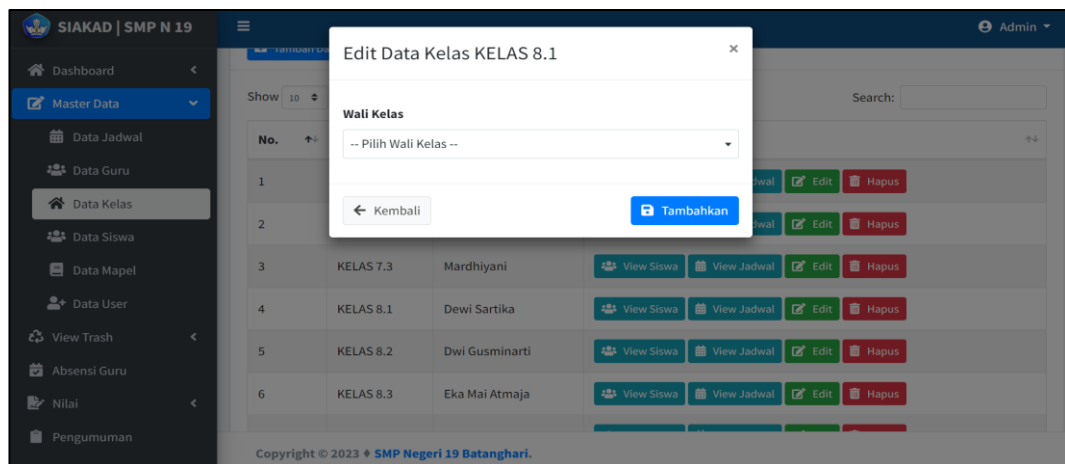 SIAKAD | SMP N 19
Admin
Dashboard
Master Data
Data Jadwal
Data Guru
Data Kelas
Data Siswa
Data Mapel
Data User
View Trash
Absensi Guru
Nilai
Pengumuman
Edit Data Kelas KELAS 8.1 ×
Wali Kelas
-- Pilih Wali Kelas --
Kembali Tambahkan
Show 10 Search:
No.
1 Edit Hapus
2 Edit Hapus
3 KELAS 7.3 Mardhiyani View Siswa View Jadwal Edit Hapus
4 KELAS 8.1 Dewi Sartika View Siswa View Jadwal Edit Hapus
5 KELAS 8.2 Dwi Gusminarti View Siswa View Jadwal Edit Hapus
6 KELAS 8.3 Eka Mai Atmaja View Siswa View Jadwal Edit Hapus
Copyright © 2023 ♦ SMP Negeri 19 Batanghari.